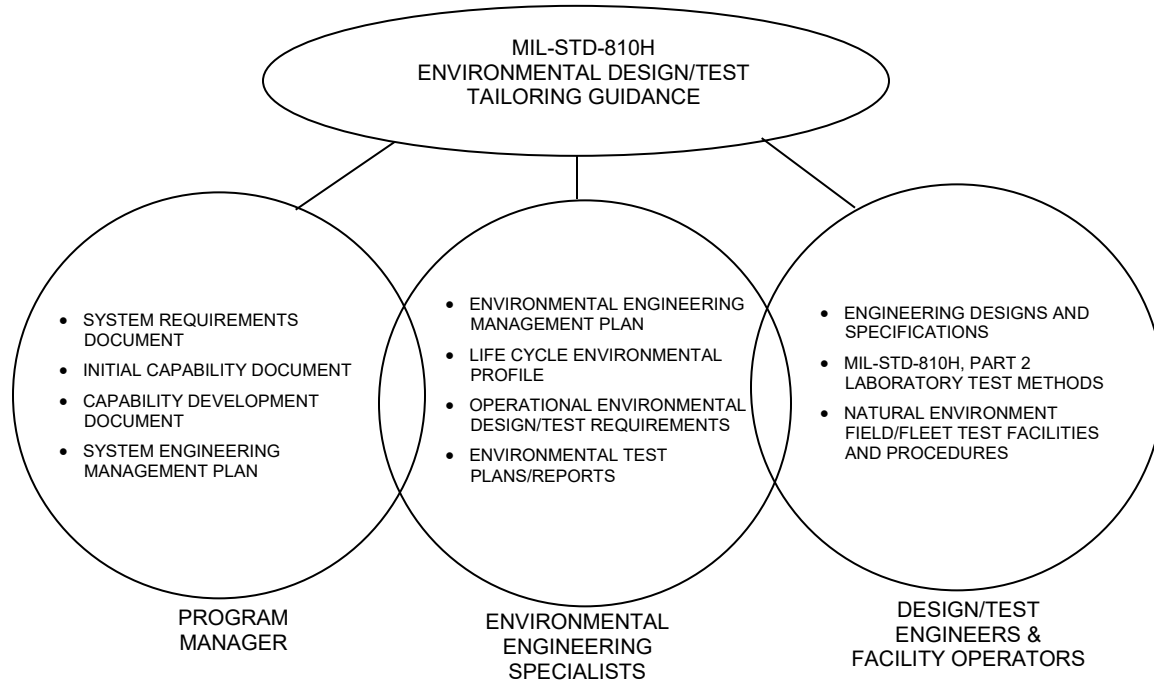 MIL-STD-810H
ENVIRONMENTAL DESIGN/TEST
TAILORING GUIDANCE
• SYSTEM REQUIREMENTS
DOCUMENT
• INITIAL CAPABILITY DOCUMENT
• CAPABILITY DEVELOPMENT
DOCUMENT
• SYSTEM ENGINEERING
MANAGEMENT PLAN
PROGRAM
MANAGER
• ENVIRONMENTAL ENGINEERING
MANAGEMENT PLAN
• LIFE CYCLE ENVIRONMENTAL
PROFILE
• OPERATIONAL ENVIRONMENTAL
DESIGN/TEST REQUIREMENTS
• ENVIRONMENTAL TEST
PLANS/REPORTS
ENVIRONMENTAL
ENGINEERING
SPECIALISTS
• ENGINEERING DESIGNS AND
SPECIFICATIONS
• MIL-STD-810H, PART 2
LABORATORY TEST METHODS
• NATURAL ENVIRONMENT
FIELD/FLEET TEST FACILITIES
AND PROCEDURES
DESIGN/TEST
ENGINEERS &
FACILITY OPERATORS